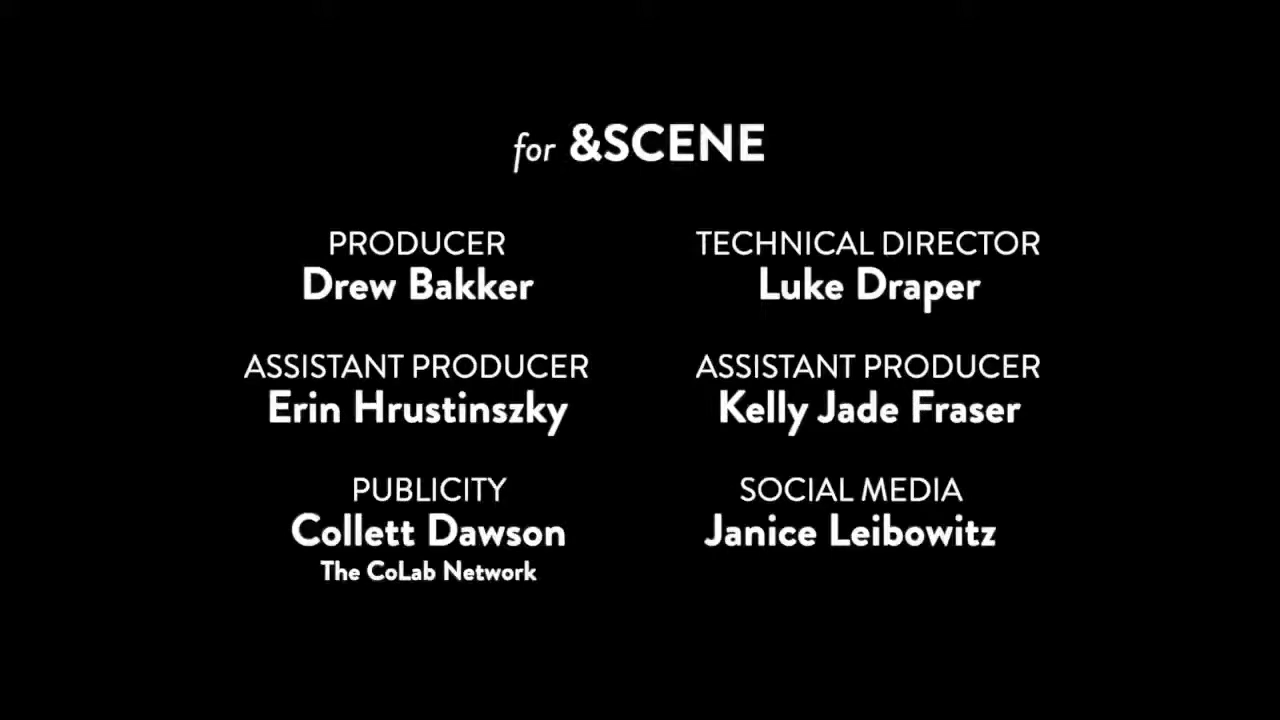 for &SCENE
PRODUCER
Drew Bakker
TECHNICAL DIRECTOR
Luke Draper
ASSISTANT PRODUCER
Erin Hrustinszky
ASSISTANT PRODUCER
Kelly Jade Fraser
PUBLICITY
Collett Dawson
The CoLab Network
SOCIAL MEDIA
Janice Leibowitz